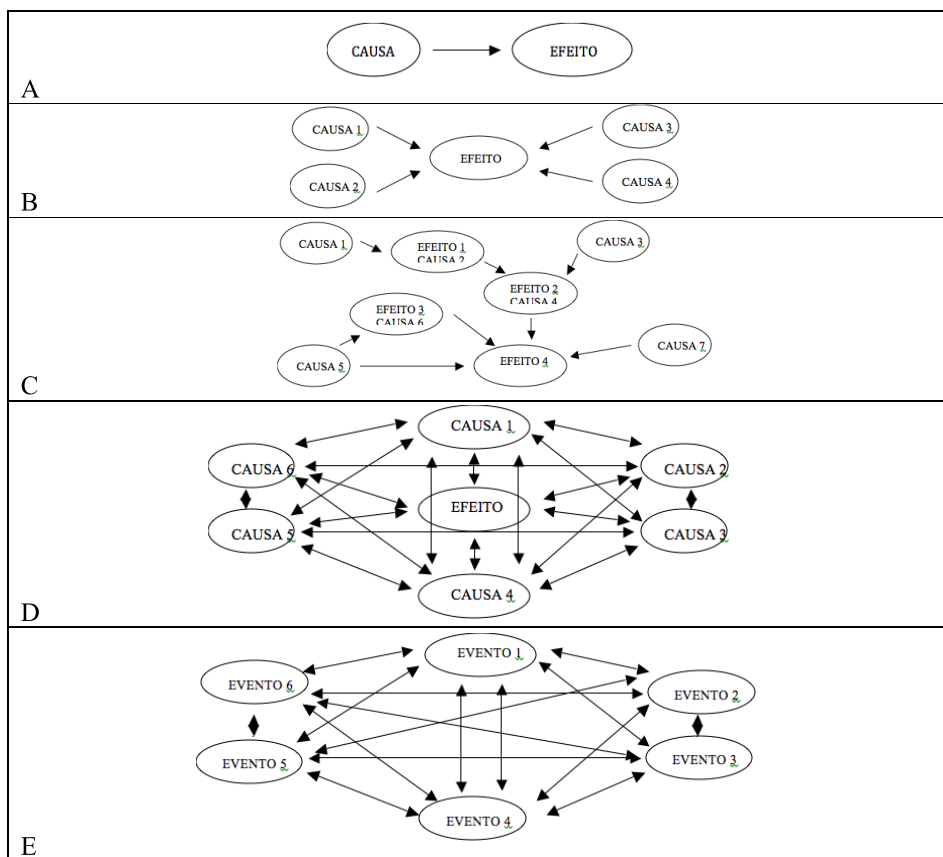 CAUSA
EFEITO
A
CAUSA 1
CAUSA 3
EFEITO
CAUSA 2
CAUSA 4
B
CAUSA 1
CAUSA 3
EFEITO 1
CAUSA 2
EFEITO 2
CAUSA 4
EFEITO 3
CAUSA 6
CAUSA 7
EFEITO 4
CAUSA 5
C
CAUSA 1
CAUSA 6
CAUSA 2
EFEITO
CAUSA 5
CAUSA 3
CAUSA 4
D
EVENTO 1
EVENTO 6
EVENTO 2
EVENTO 5
EVENTO 3
EVENTO 4
E